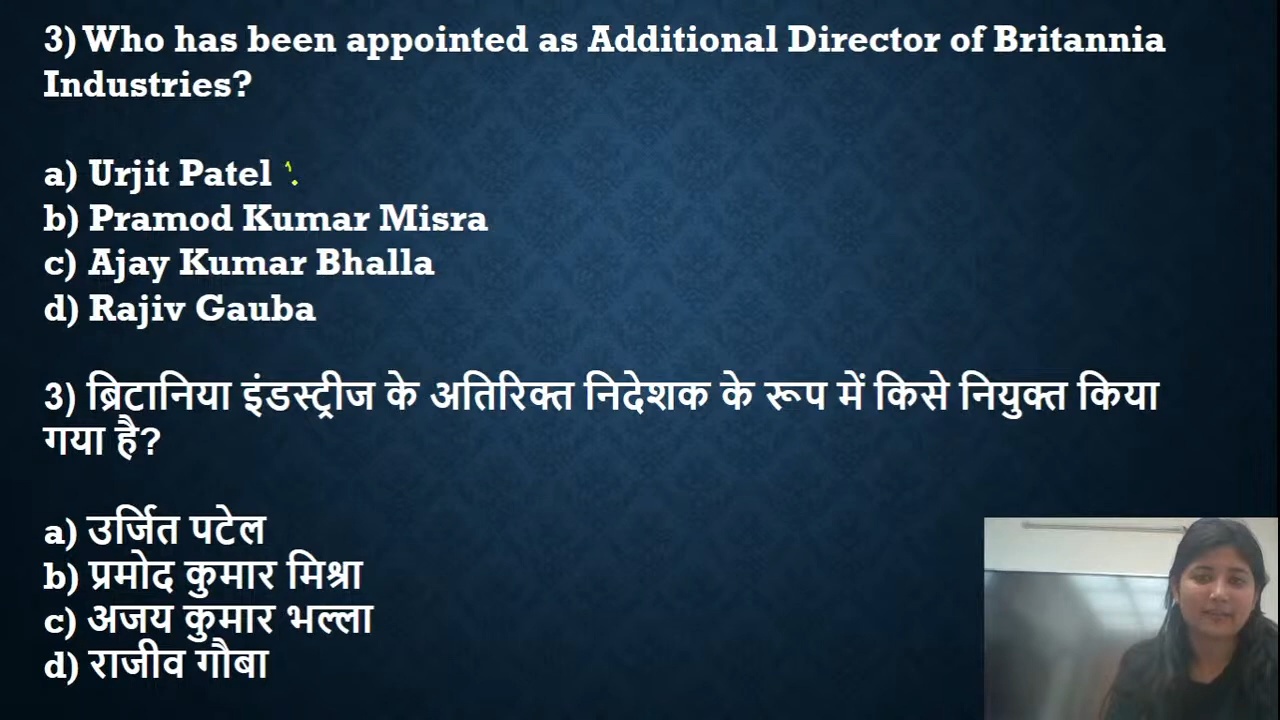 3) Who has been appointed as Additional Director of Britannia
Industries?
a) Urjit Patel
b) Pramod Kumar Misra
c) Ajay Kumar Bhalla
d) Rajiv Gauba
3) ब्रिटानिया इंडस्ट्रीज के अतिरिक्त निदेशक के रूप में किसे नियुक्त किया
गया है?
a) उर्जित पटेल
b) प्रमोद कुमार मिश्रा
c) अजय कुमार भल्ला
d) राजीव गौबा